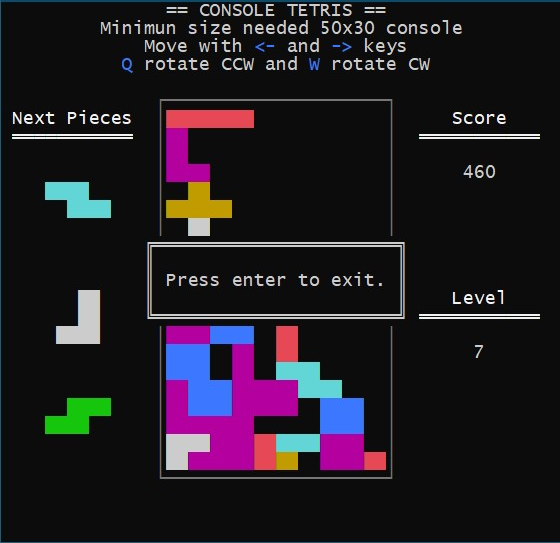 == CONSOLE TETRIS ==
Minimun size needed 50x30 console
Move with <- and -> keys
Q rotate CCW and W rotate CW
Next Pieces
Score
460
Press enter to exit.
Level
7